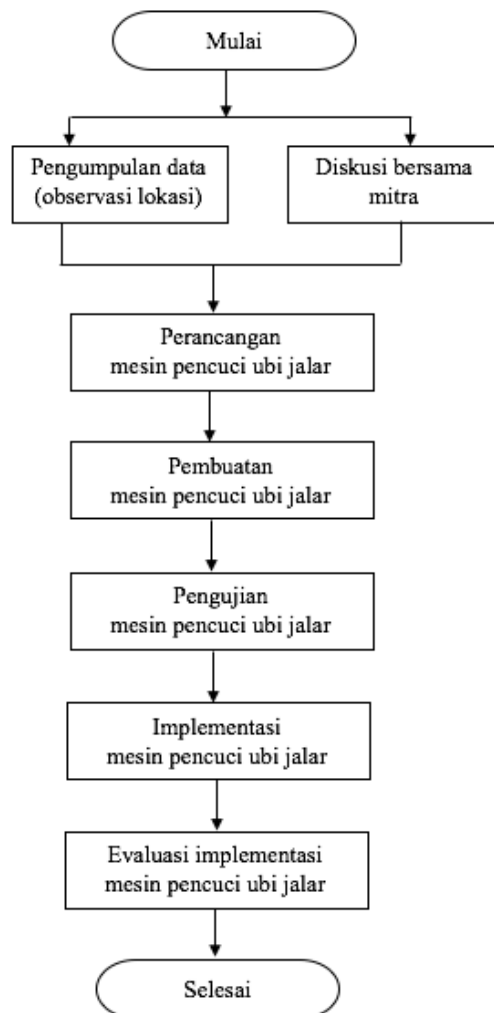 Mulai
Pengumpulan data
(observasi lokasi)
Diskusi bersama
mitra
Perancangan
mesin pencuci ubi jalar
Pembuatan
mesin pencuci ubi jalar
Pengujian
mesin pencuci ubi jalar
Implementasi
mesin pencuci ubi jalar
Evaluasi implementasi
mesin pencuci ubi jalar
Selesai